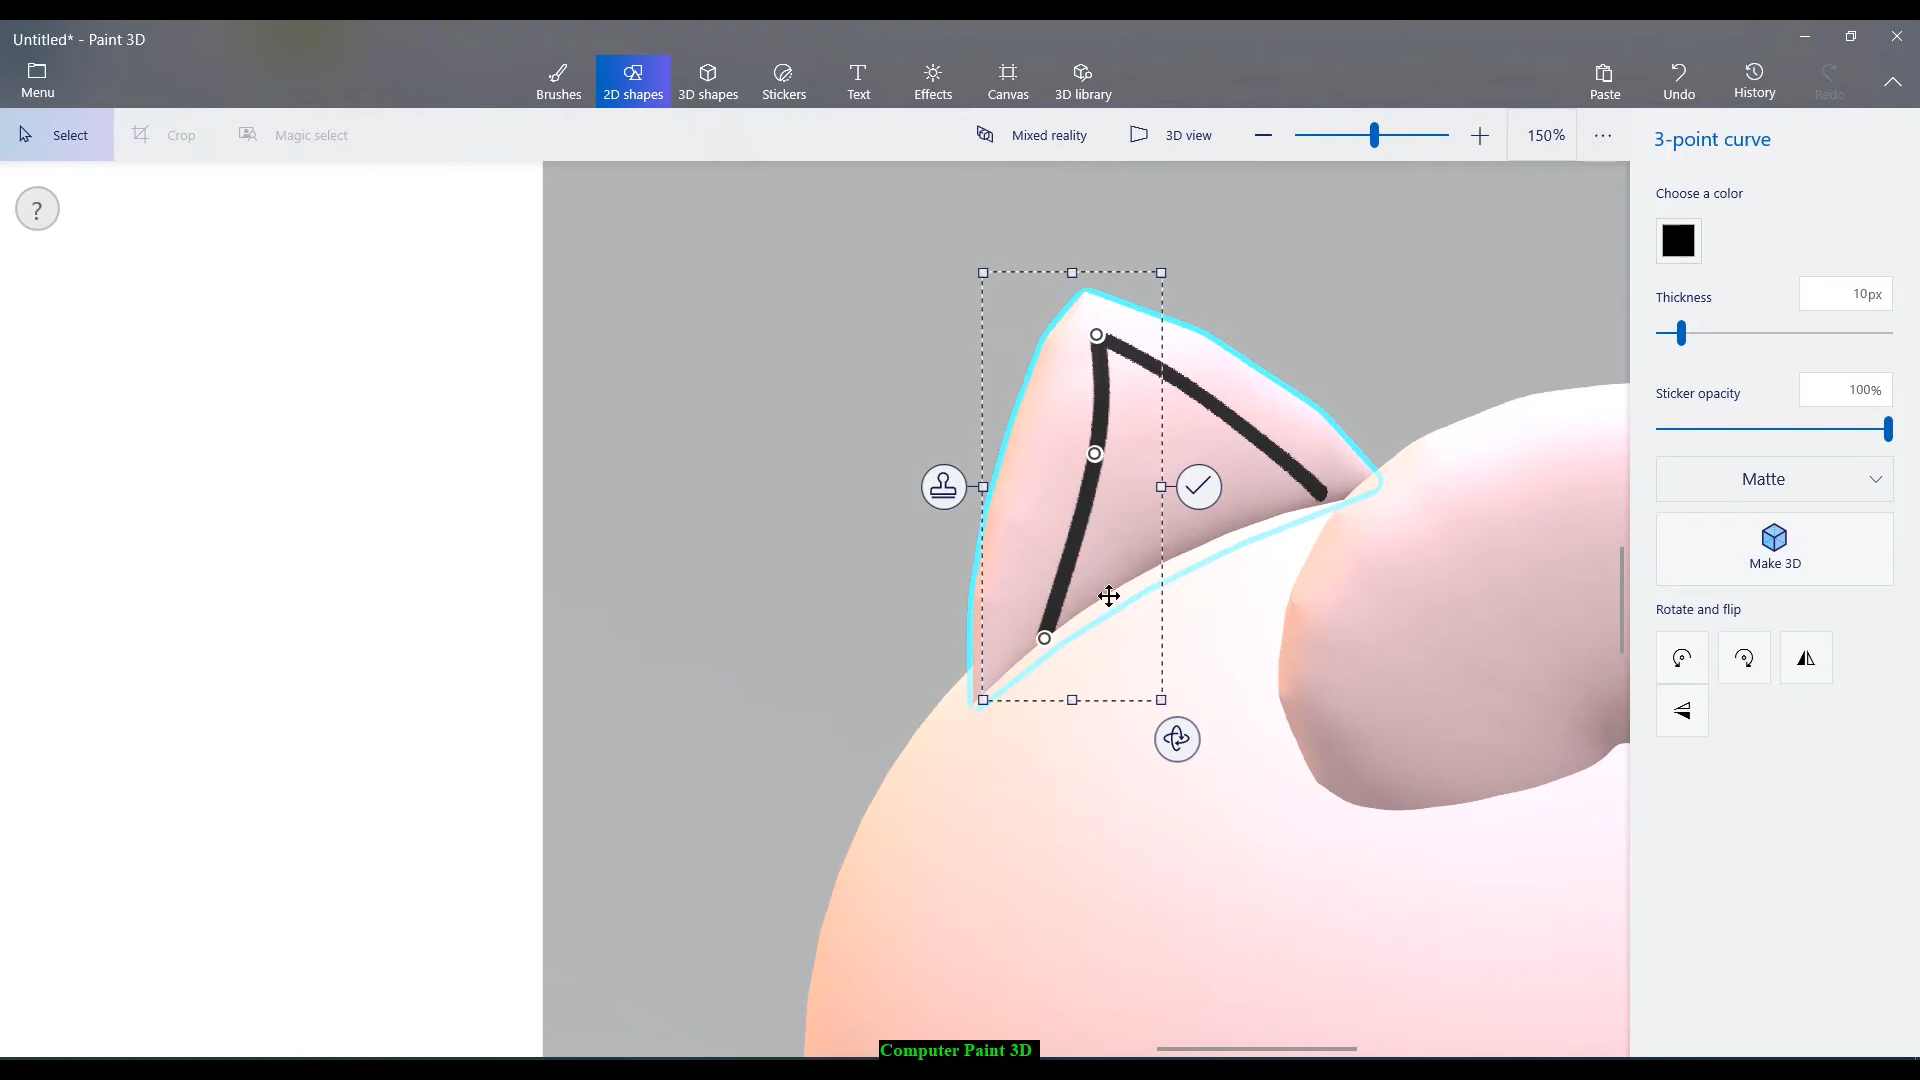 Untitled* - Paint 3D
Menu
Brushes
2D shapes
3D shapes
Stickers
Text
Effects
Canvas
3D library
Paste
Undo
History
Redo
Select
Crop
Magic select
Mixed reality
3D view
150%
3-point curve
?
Choose a color
Thickness
10px
Sticker opacity
100%
Matte
Make 3D
Rotate and flip
Computer Paint 3D